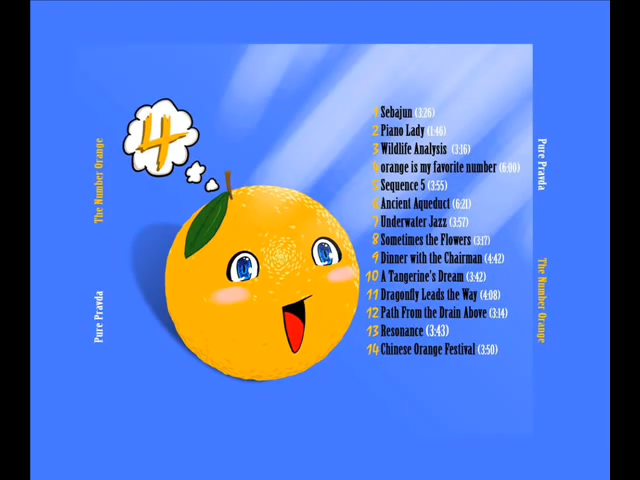 4
The Number Orange
Pure Pravda
1 Sebajun (3:26)
2 Piano Lady (1:46)
3 Wildlife Analysis (3:16)
4 orange is my favorite number (6:00)
5 Sequence 5 (3:55)
6 Ancient Aqueduct (6:21)
7 Underwater Jazz (3:57)
8 Sometimes the Flowers (3:17)
9 Dinner with the Chairman (4:42)
10 A Tangerine's Dream (3:42)
11 Dragonfly Leads the Way (4:08)
12 Path From the Drain Above (3:14)
13 Resonance (3:43)
14 Chinese Orange Festival (3:50)
Pure Pravda
The Number Orange